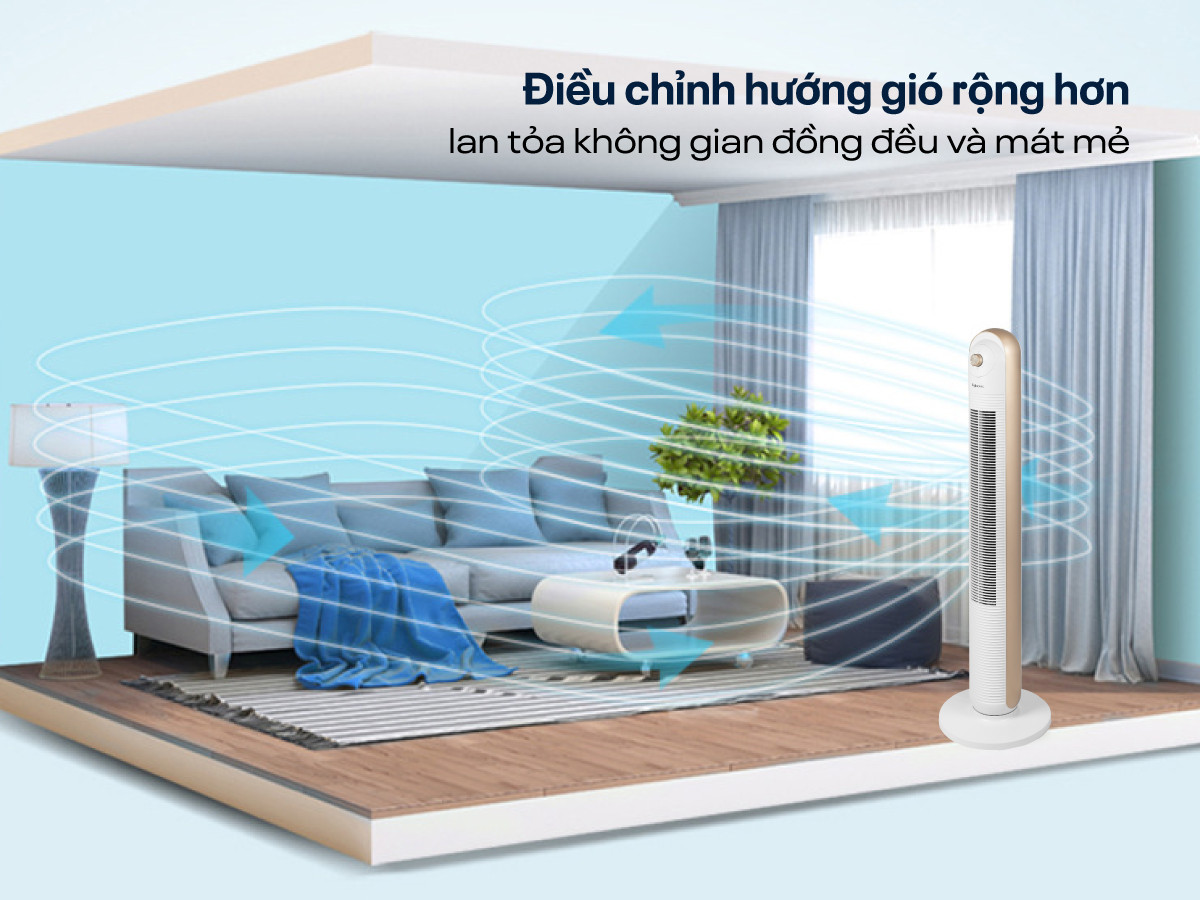 Điều chỉnh hướng gió rộng hơn
lan tỏa không gian đồng đều và mát mẻ